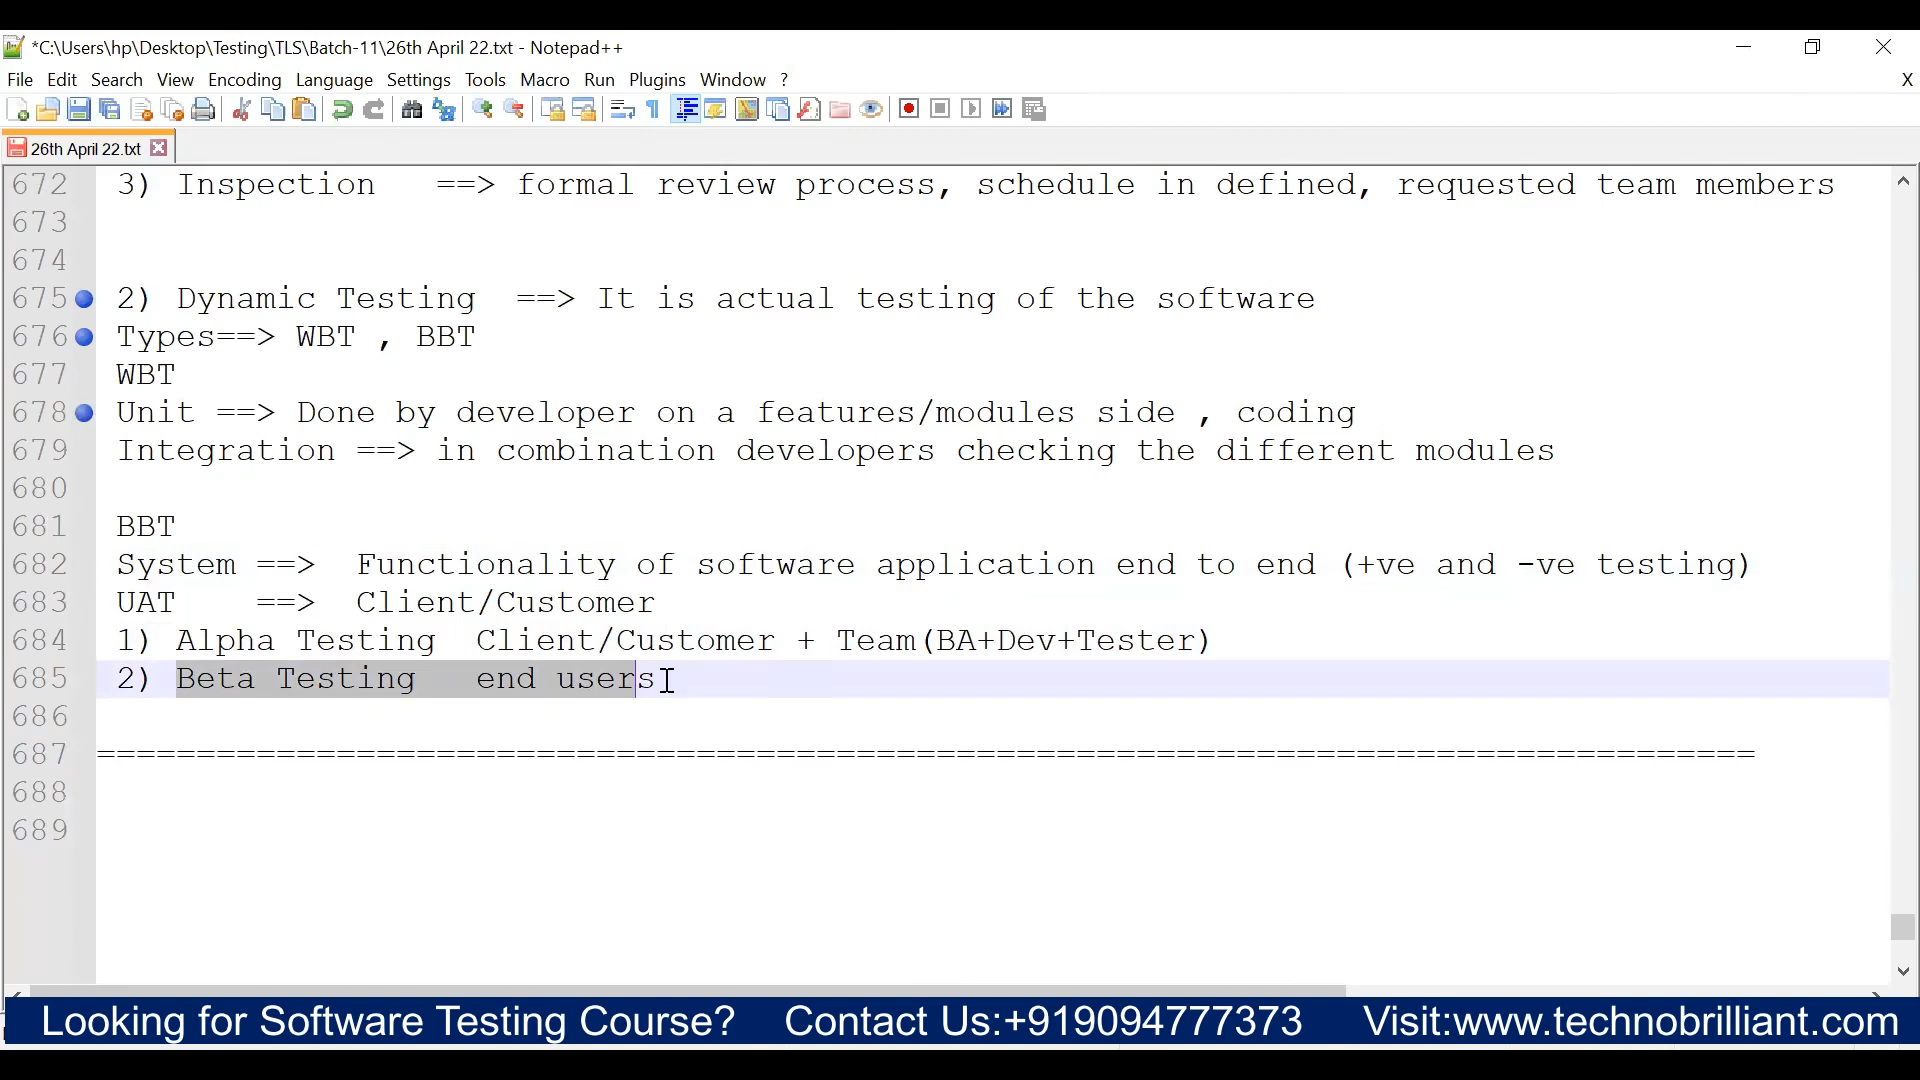 *C:\Users\hp\Desktop\Testing\TLS\Batch-11\26th April 22.txt - Notepad++
File Edit Search View Encoding Language Settings Tools Macro Run Plugins Window ? X
26th April 22.txt
672 3) Inspection ==> formal review process, schedule in defined, requested team members
673
674
675 2) Dynamic Testing ==> It is actual testing of the software
676 Types==> WBT , BBT
677 WBT
678 Unit ==> Done by developer on a features/modules side , coding
679 Integration ==> in combination developers checking the different modules
680
681 BBT
682 System ==> Functionality of software application end to end (+ve and -ve testing)
683 UAT ==> Client/Customer
684 1) Alpha Testing Client/Customer + Team(BA+Dev+Tester)
685 2) Beta Testing end users
686
687 ===================================================================================
688
689
Looking for Software Testing Course? Contact Us:+919094777373 Visit:www.technobrilliant.com